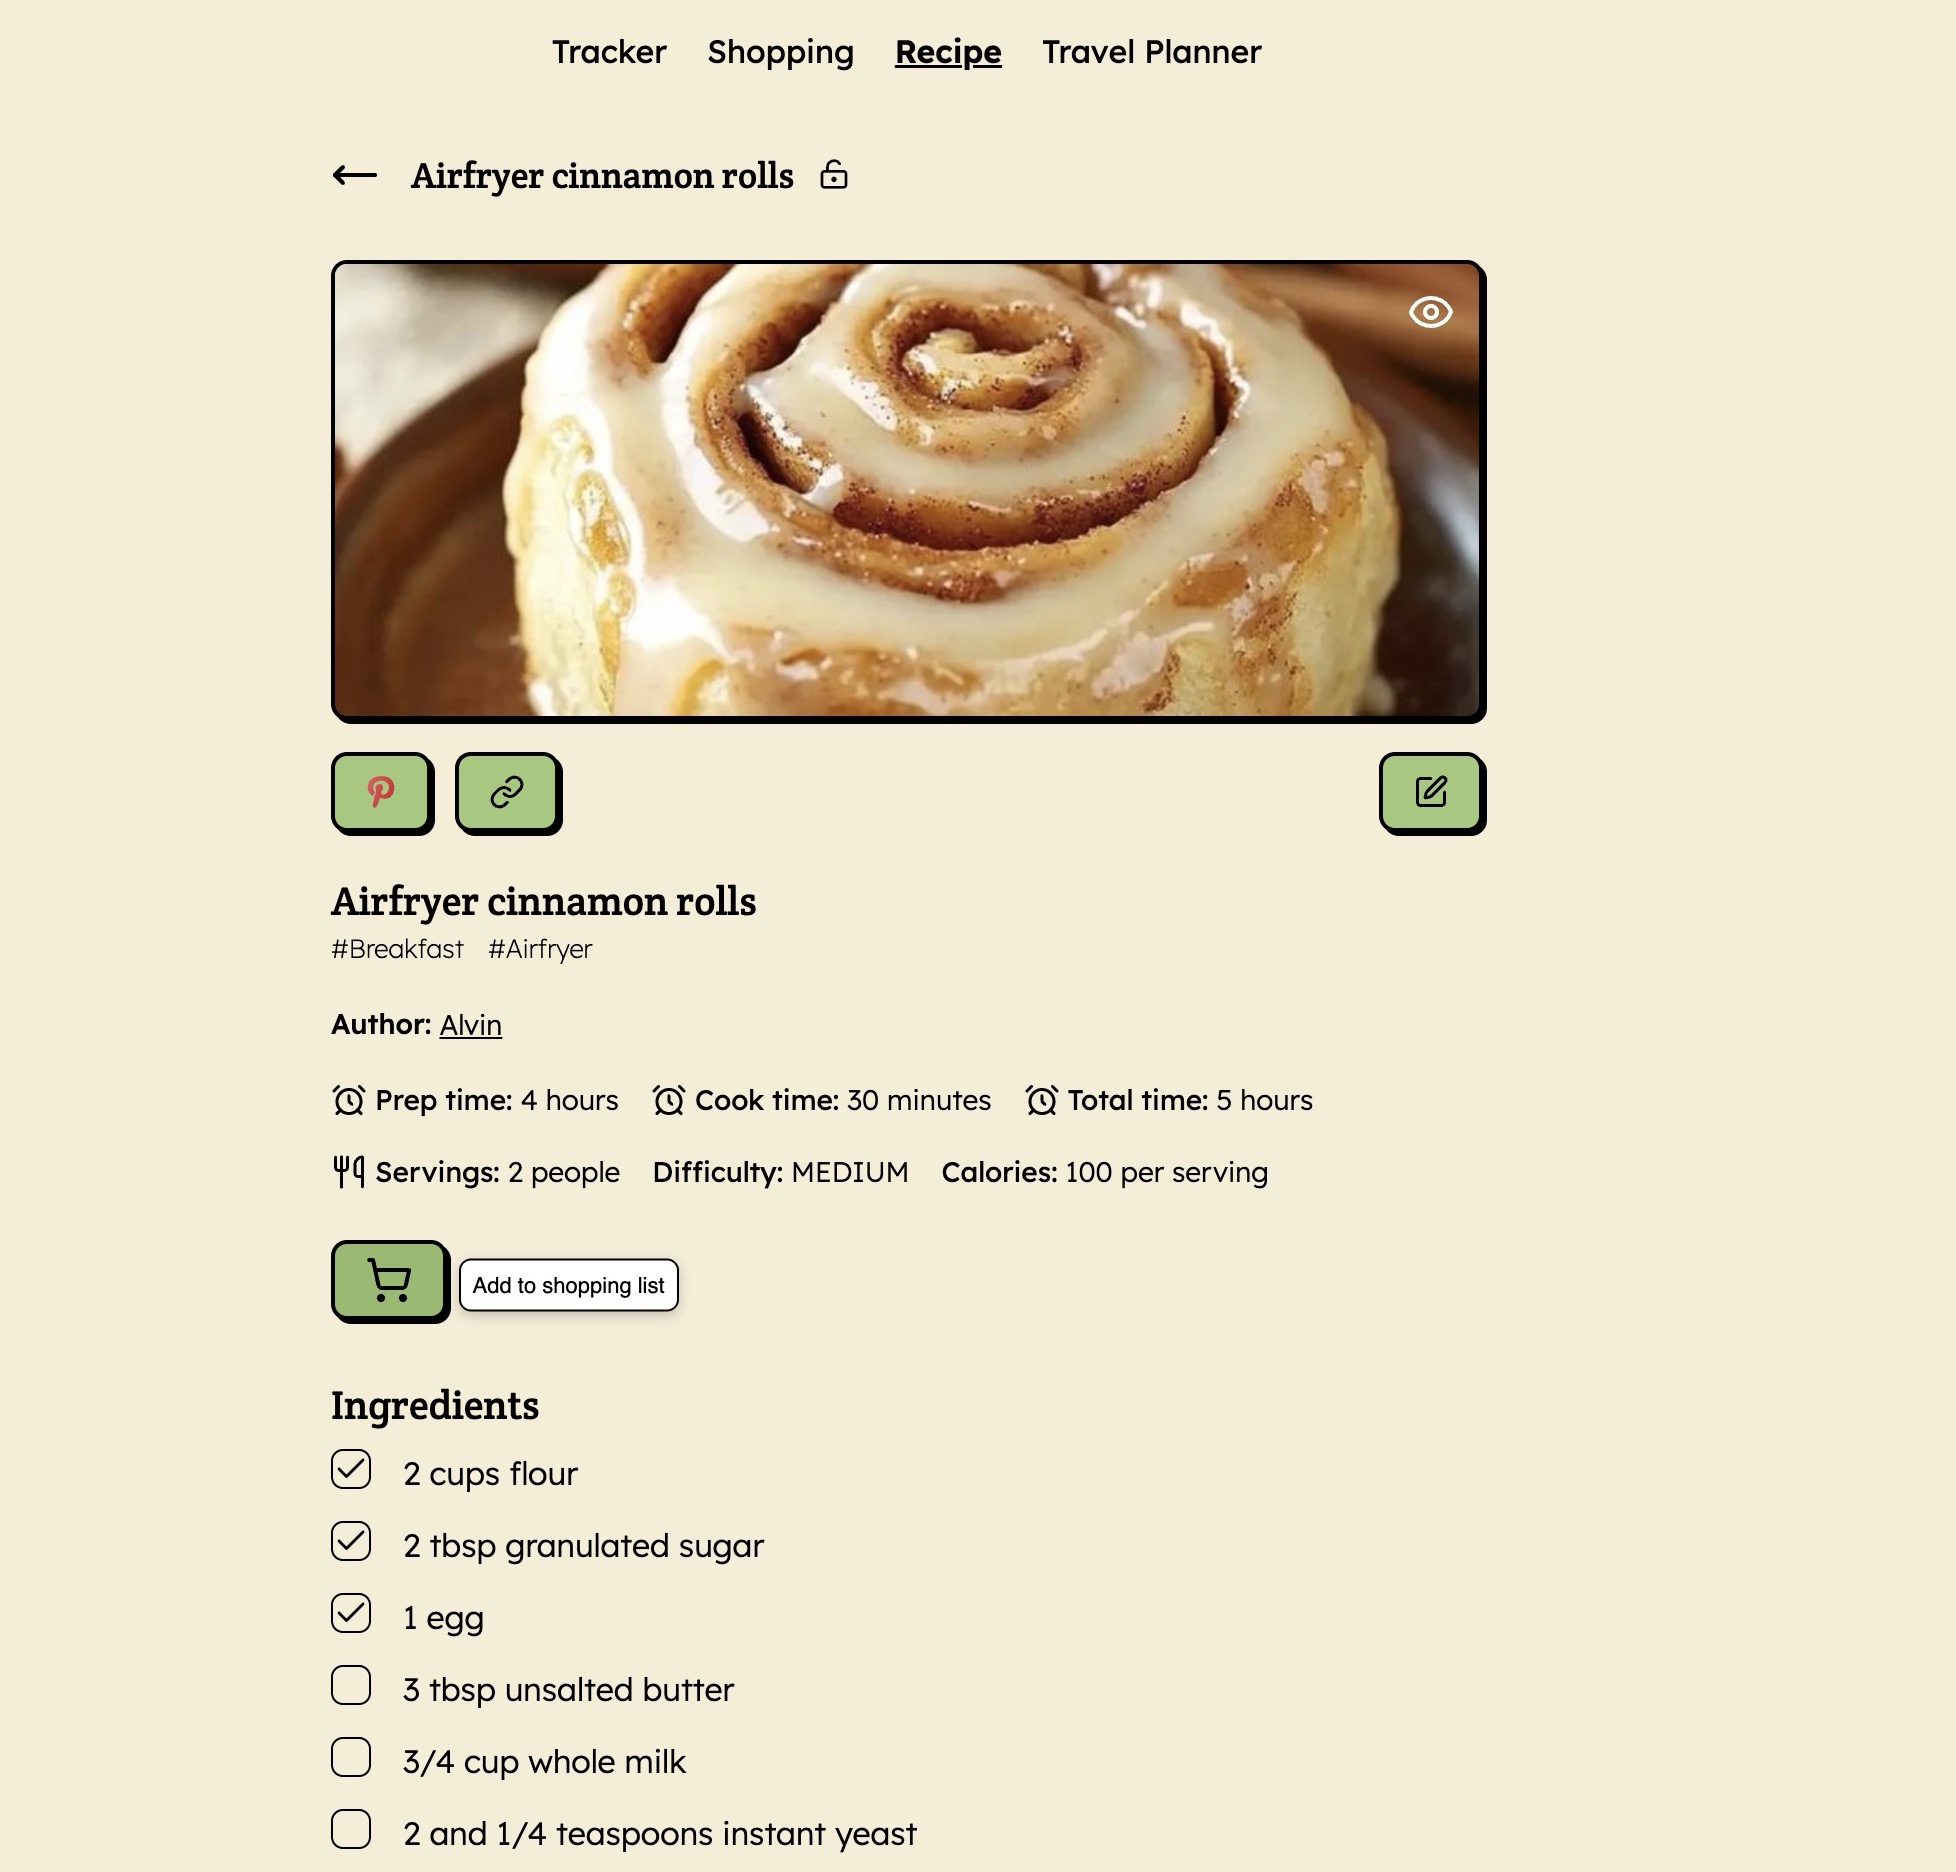 Tracker Shopping Recipe Travel Planner
Airfryer cinnamon rolls
Airfryer cinnamon rolls
#Breakfast #Airfryer
Author: Alvin
Prep time: 4 hours Cook time: 30 minutes Total time: 5 hours
Servings: 2 people Difficulty: MEDIUM Calories: 100 per serving
Add to shopping list
Ingredients
2 cups flour
2 tbsp granulated sugar
1 egg
3 tbsp unsalted butter
3/4 cup whole milk
2 and 1/4 teaspoons instant yeast